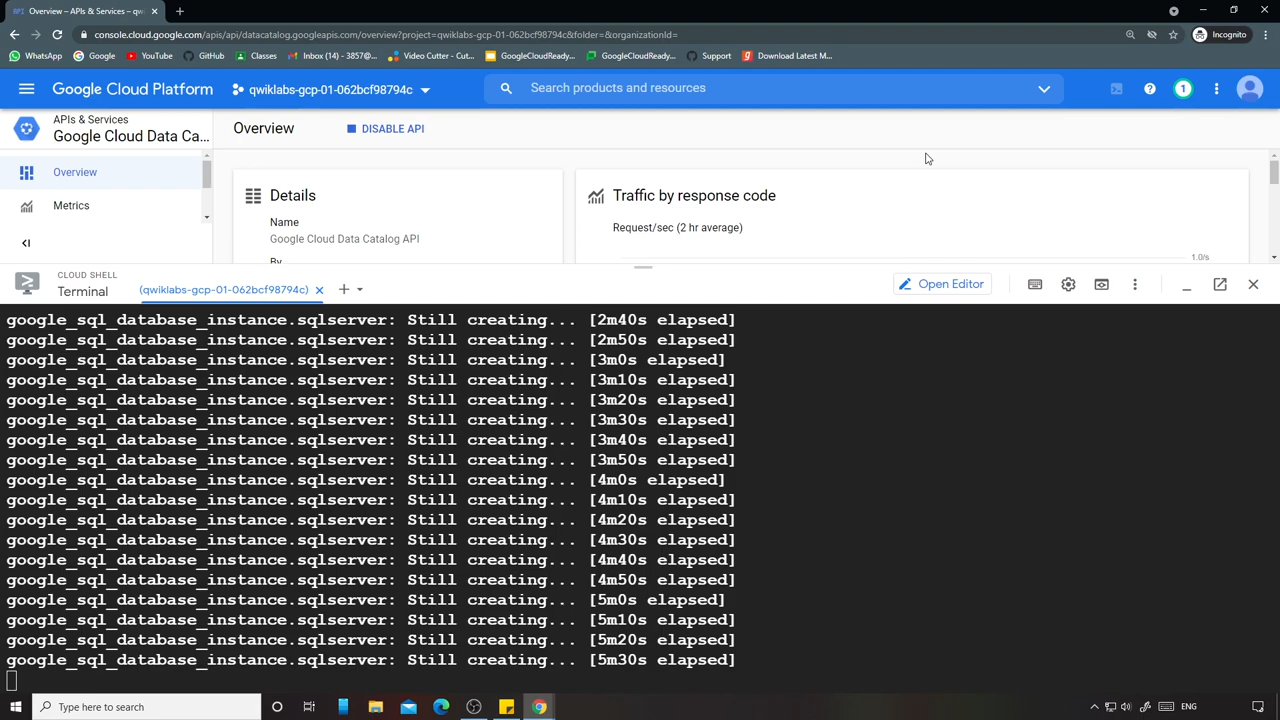 Overview – APIs & Services – qw
console.cloud.google.com/apis/api/datacatalog.googleapis.com/overview?project=qwiklabs-gcp-01-062bcf98794c&folder=&organizationId=
Incognito
WhatsApp Google YouTube GitHub Classes Inbox (14) - 3857@... Video Cutter - Cut... GoogleCloudReady... GoogleCloudReady... Support Download Latest M...
Google Cloud Platform qwiklabs-gcp-01-062bcf98794c Search products and resources 1
APIs & Services
Google Cloud Data Ca...
Overview DISABLE API
Overview
Metrics
Details
Name
Google Cloud Data Catalog API
By
Traffic by response code
Request/sec (2 hr average)
1.0/s
CLOUD SHELL
Terminal (qwiklabs-gcp-01-062bcf98794c) Open Editor
google_sql_database_instance.sqlserver: Still creating... [2m40s elapsed]
google_sql_database_instance.sqlserver: Still creating... [2m50s elapsed]
google_sql_database_instance.sqlserver: Still creating... [3m0s elapsed]
google_sql_database_instance.sqlserver: Still creating... [3m10s elapsed]
google_sql_database_instance.sqlserver: Still creating... [3m20s elapsed]
google_sql_database_instance.sqlserver: Still creating... [3m30s elapsed]
google_sql_database_instance.sqlserver: Still creating... [3m40s elapsed]
google_sql_database_instance.sqlserver: Still creating... [3m50s elapsed]
google_sql_database_instance.sqlserver: Still creating... [4m0s elapsed]
google_sql_database_instance.sqlserver: Still creating... [4m10s elapsed]
google_sql_database_instance.sqlserver: Still creating... [4m20s elapsed]
google_sql_database_instance.sqlserver: Still creating... [4m30s elapsed]
google_sql_database_instance.sqlserver: Still creating... [4m40s elapsed]
google_sql_database_instance.sqlserver: Still creating... [4m50s elapsed]
google_sql_database_instance.sqlserver: Still creating... [5m0s elapsed]
google_sql_database_instance.sqlserver: Still creating... [5m10s elapsed]
google_sql_database_instance.sqlserver: Still creating... [5m20s elapsed]
google_sql_database_instance.sqlserver: Still creating... [5m30s elapsed]
Type here to search ENG